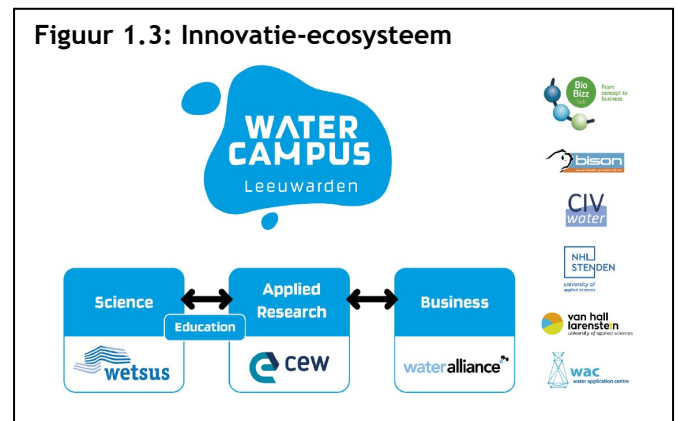 Figuur 1.3: Innovatie-ecosysteem
WATER
CAMPUS
Leeuwarden
Science
Applied
Research
Business
Education
wetsus
cew
wateralliance
Bio
Bizz
From
concept to
business
bison
CIV
water
NHL
STENDEN
university of
applied sciences
van hall
larenstein
university of applied sciences
wac
water application centre